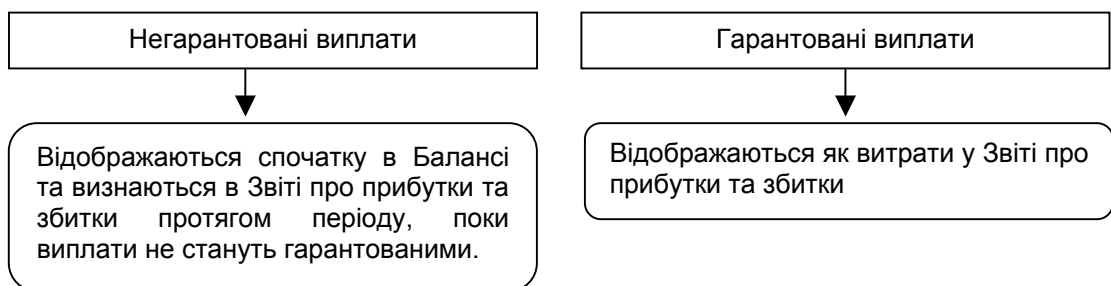 Негарантовані виплати
Гарантовані виплати
Відображаються спочатку в Балансі
та визнаються в Звіті про прибутки та
збитки протягом періоду, поки
виплати не стануть гарантованими.
Відображаються як витрати у Звіті про
прибутки та збитки